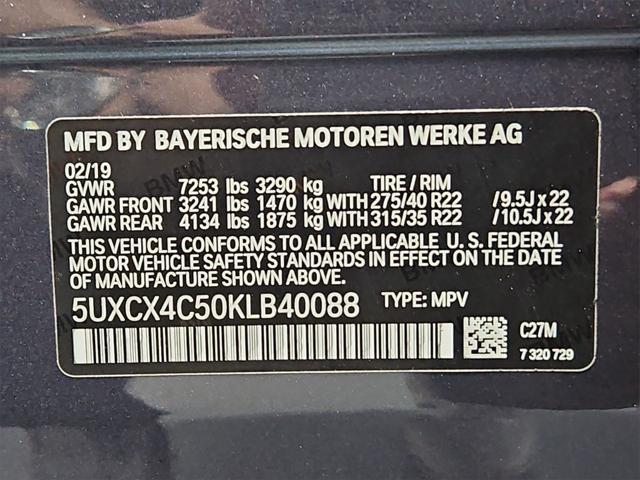 MFD BY BAYERISCHE MOTOREN WERKE AG
02/19
GVWR 7253 lbs 3290 kg TIRE / RIM
GAWR FRONT 3241 lbs 1470 kg WITH 275/40 R22 /9.5J x 22
GAWR REAR 4134 lbs 1875 kg WITH 315/35 R22 /10.5J x 22
THIS VEHICLE CONFORMS TO ALL APPLICABLE U. S. FEDERAL
MOTOR VEHICLE SAFETY STANDARDS IN EFFECT ON THE DATE
OF MANUFACTURE SHOWN ABOVE.
5UXCX4C50KLB40088 TYPE: MPV
C27M
7 320 729